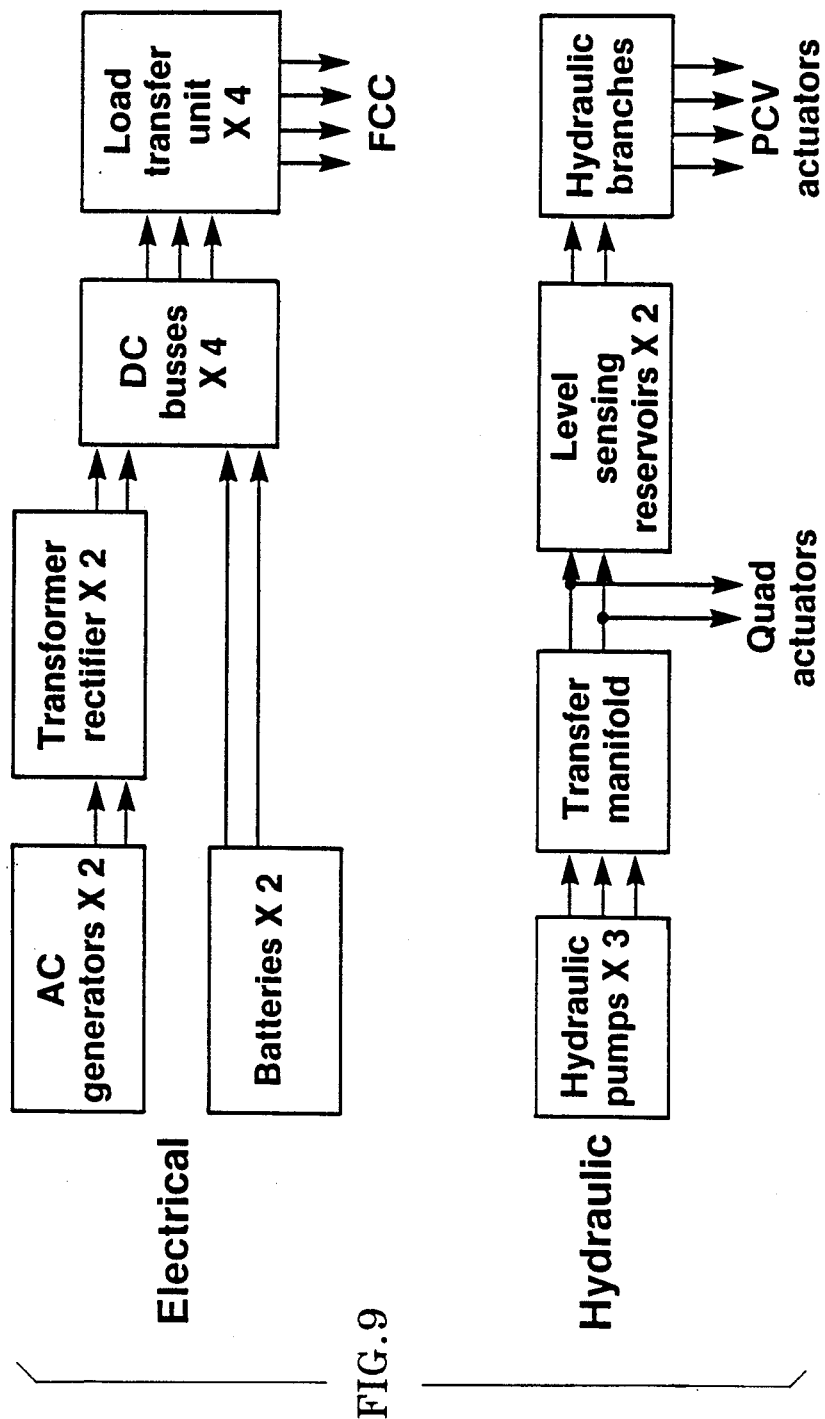 Electrical
AC
generators X 2
Transformer
rectifier X 2
Batteries X 2
DC
busses
X 4
Load
transfer
unit
X 4
FCC
Hydraulic
Hydraulic
pumps X 3
Transfer
manifold
Quad
actuators
Level
sensing
reservoirs X 2
Hydraulic
branches
PCV
actuators
FIG.9